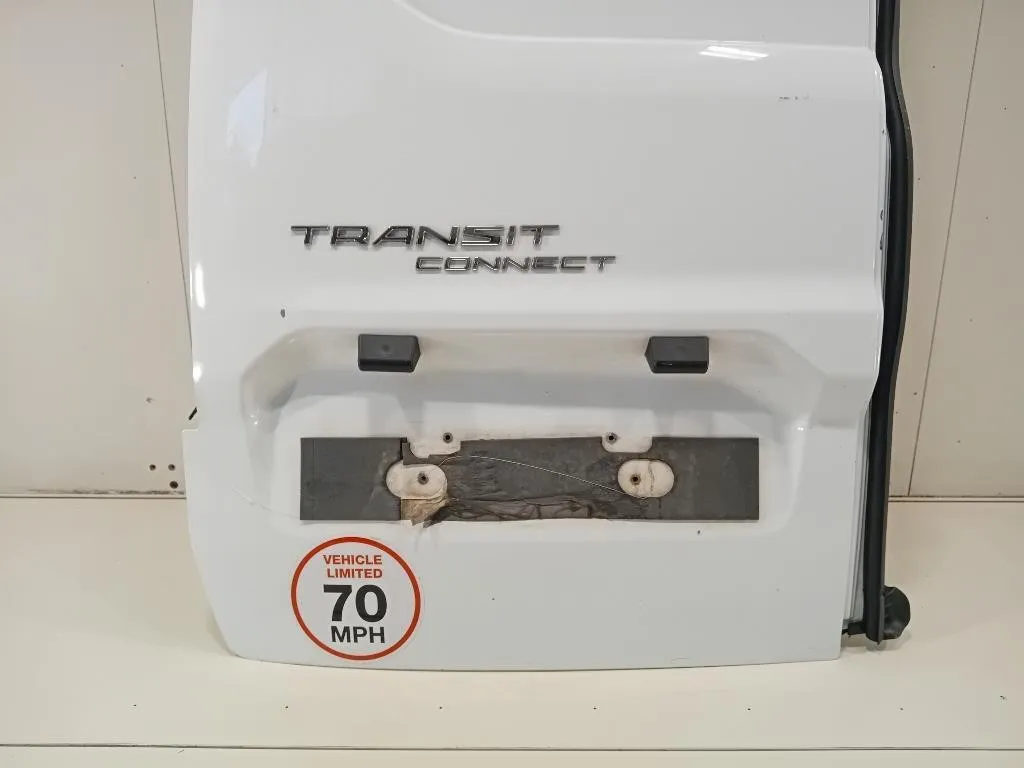 TRANSIT
CONNECT
VEHICLE
LIMITED
70
MPH